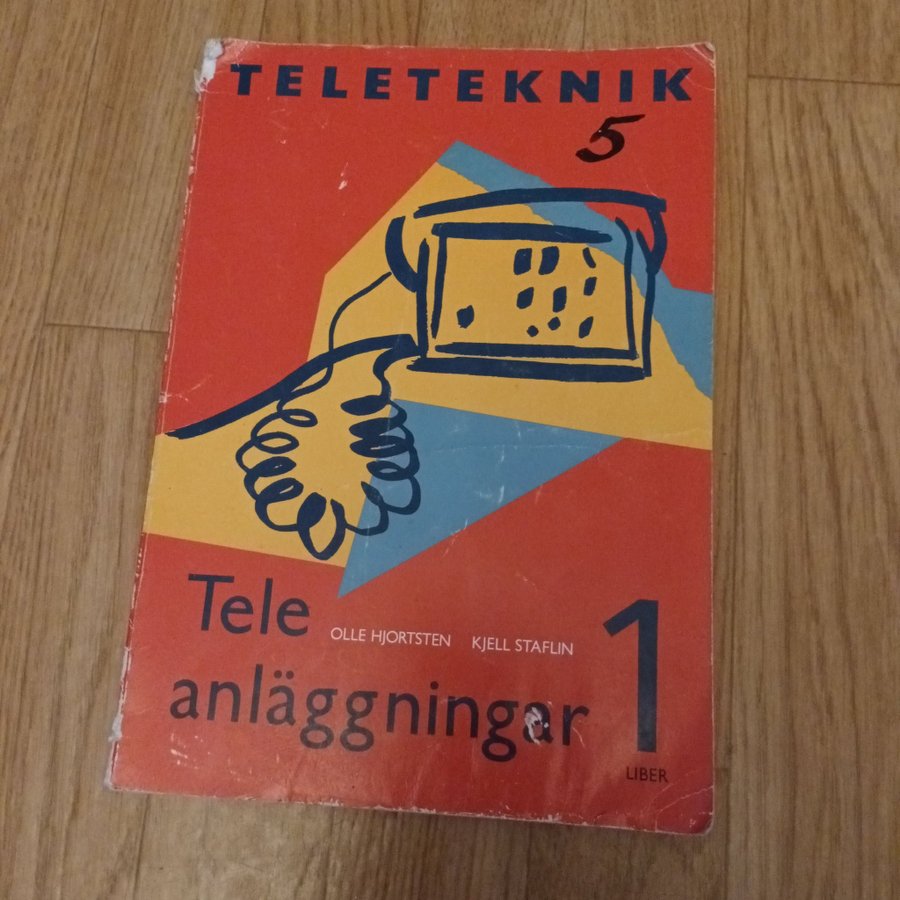 TELETEKNIK
5
Tele
OLLE HJORTSTEN KJELL STAFLIN
anläggningar 1
LIBER